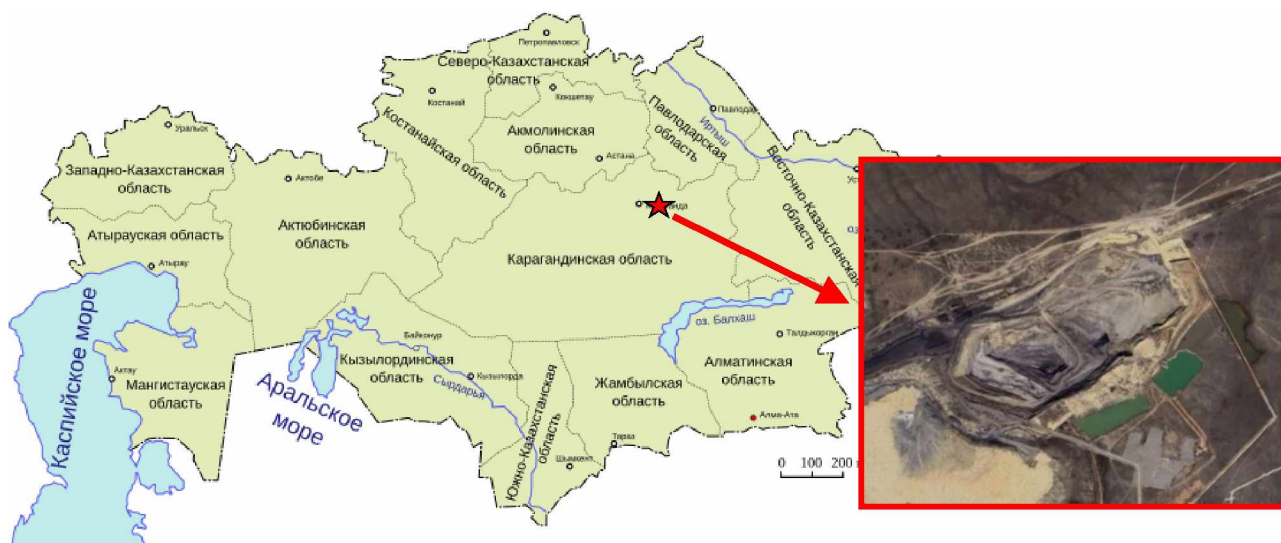 Петропавловск
Северо-Казахстанская
область
Костанай
Кокшетау
Павлодар
Иртыш
Павлодарская
область
Костанайская область
Акмолинская
область
Астана
Уральск
Западно-Казахстанская
область
Актобе
Актюбинская
область
Восточно-Казахстанская
область
Атырауская область
Атырау
Карагандинская область
Каспийское море
Актау
Мангистауская
область
Аральское
море
Байконур
Кызылординская
область
Сырдарья
Кызылорда
Южно-Казахстанская
область
Шымкент
Жамбылская
область
Тараз
оз. Балхаш
Талдыкорган
Алматинская
область
Алма-Ата
0 100 200